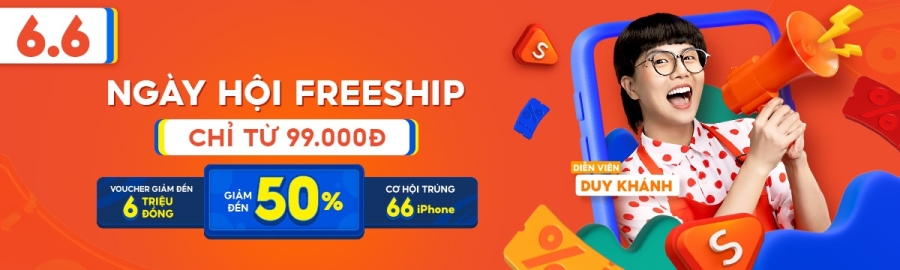 6.6
NGÀY HỘI FREESHIP
CHỈ TỪ 99.000Đ
VOUCHER GIẢM ĐẾN
6 TRIỆU ĐỒNG
GIẢM ĐẾN 50%
CƠ HỘI TRÚNG
66 iPhone
DIỄN VIÊN
DUY KHÁNH
S
S
%